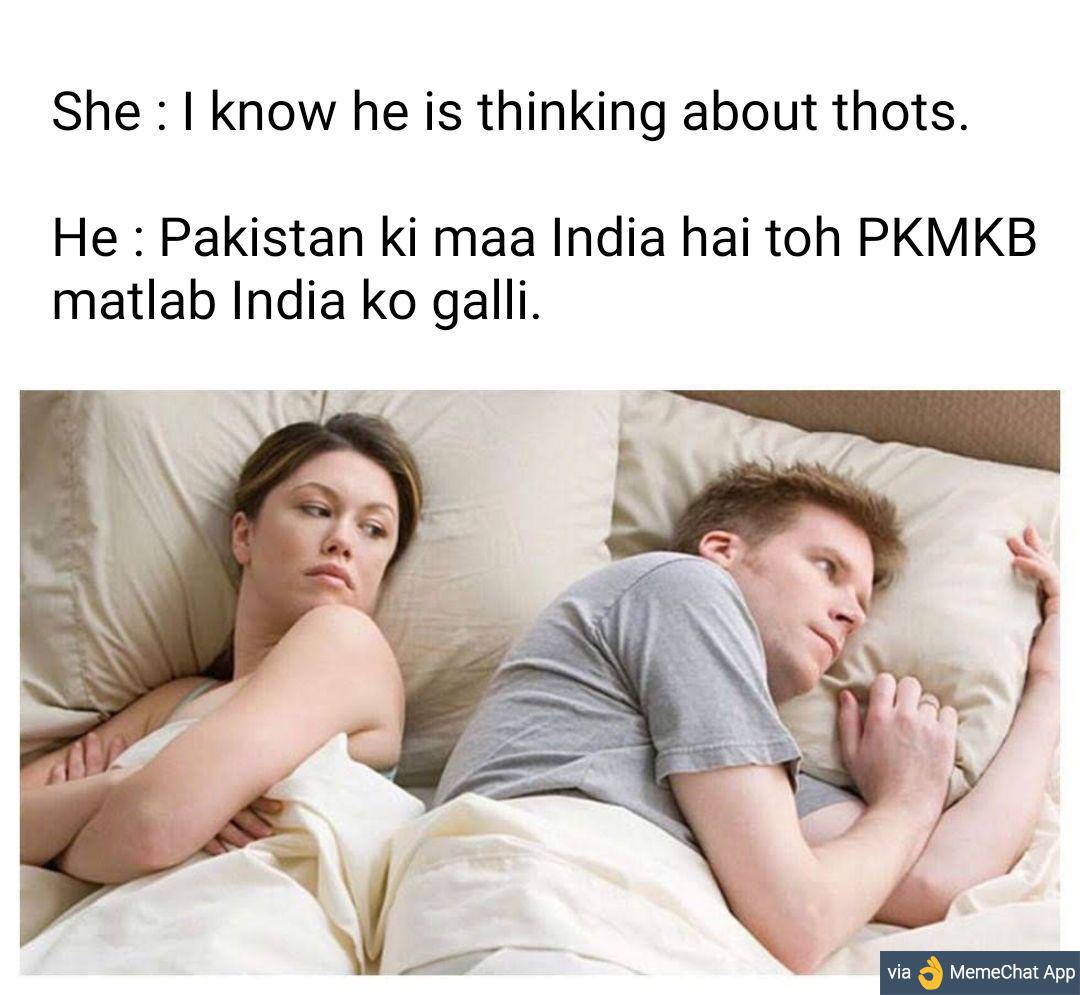 She : I know he is thinking about thots.
He : Pakistan ki maa India hai toh PKMKB
matlab India ko galli.
via 👌 MemeChat App